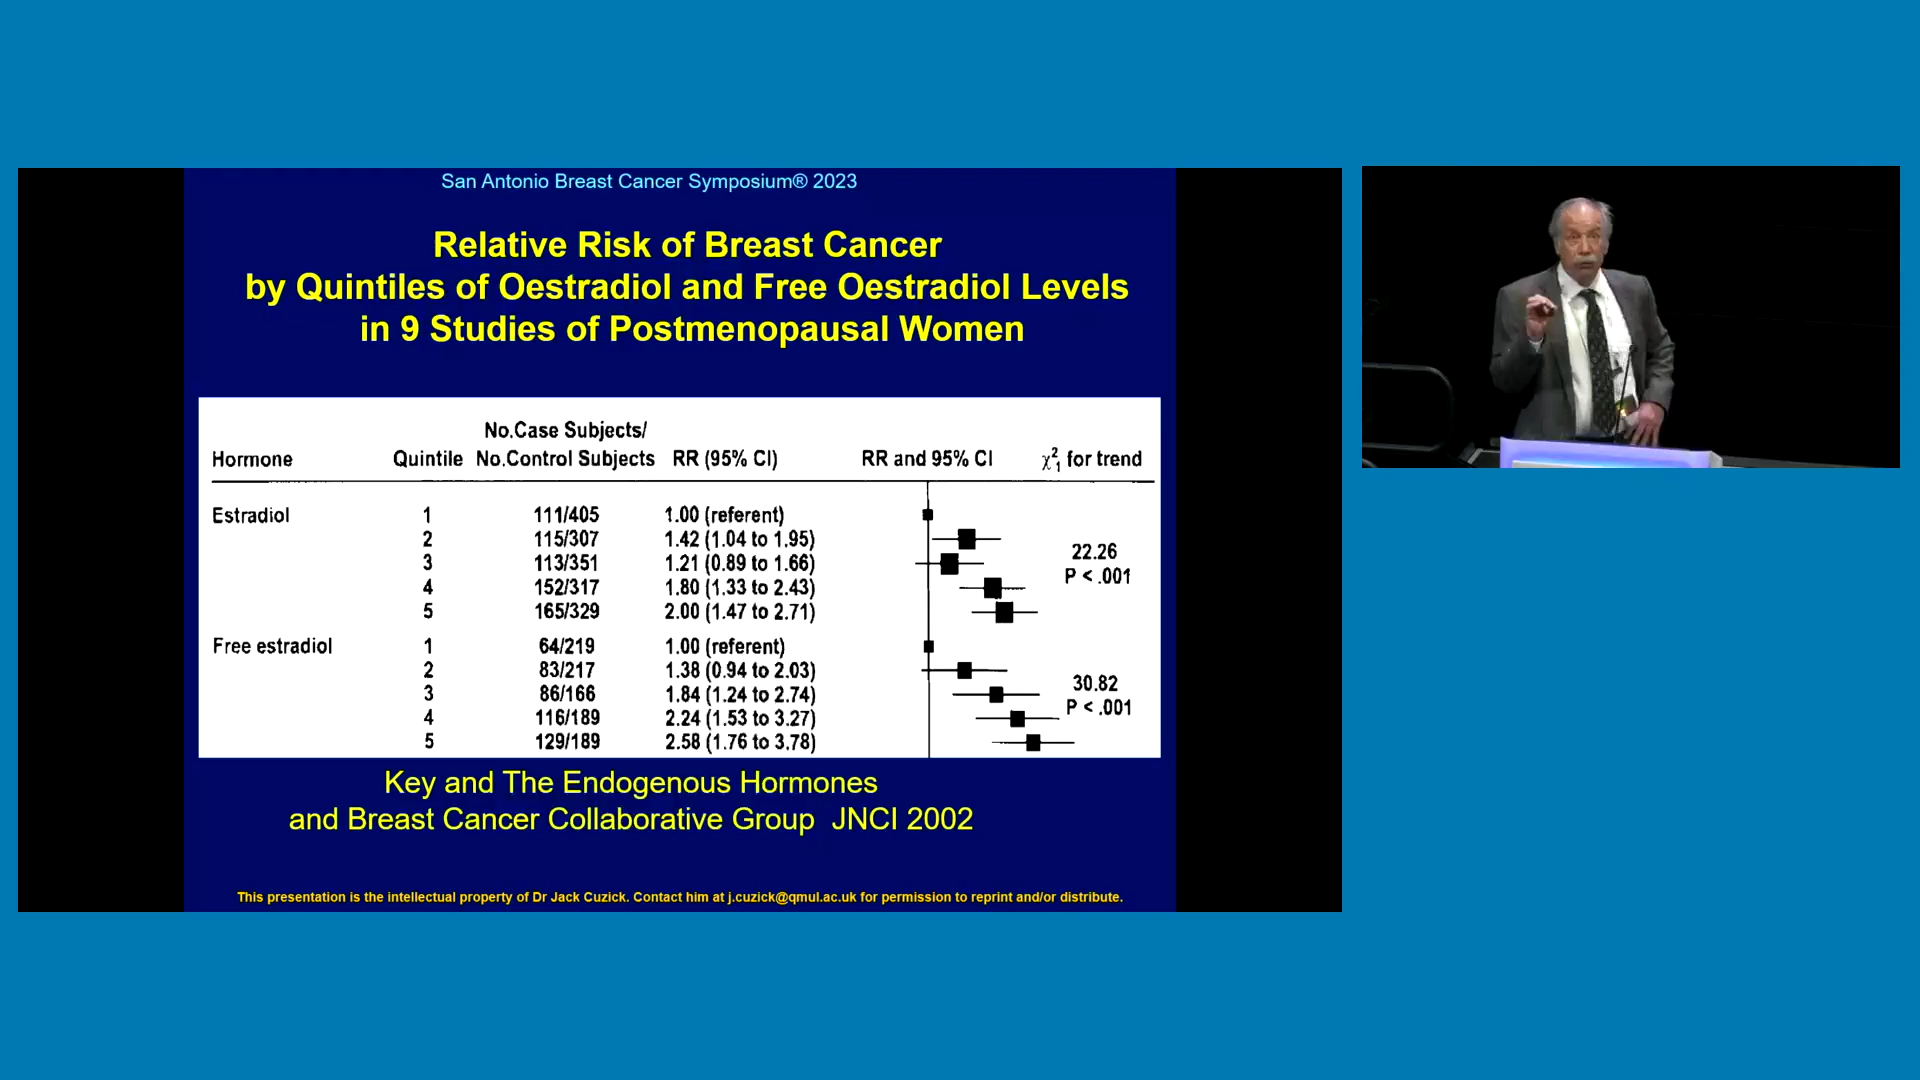 San Antonio Breast Cancer Symposium® 2023
Relative Risk of Breast Cancer
by Quintiles of Oestradiol and Free Oestradiol Levels
in 9 Studies of Postmenopausal Women
No.Case Subjects/
Hormone Quintile No.Control Subjects RR (95% CI) RR and 95% CI χ²₁ for trend
Estradiol 1 111/405 1.00 (referent)
2 115/307 1.42 (1.04 to 1.95)
22.26
3 113/351 1.21 (0.89 to 1.66)
P < .001
4 152/317 1.80 (1.33 to 2.43)
5 165/329 2.00 (1.47 to 2.71)
Free estradiol 1 64/219 1.00 (referent)
2 83/217 1.38 (0.94 to 2.03)
30.82
3 86/166 1.84 (1.24 to 2.74)
P < .001
4 116/189 2.24 (1.53 to 3.27)
5 129/189 2.58 (1.76 to 3.78)
Key and The Endogenous Hormones
and Breast Cancer Collaborative Group JNCI 2002
This presentation is the intellectual property of Dr Jack Cuzick. Contact him at j.cuzick@qmul.ac.uk for permission to reprint and/or distribute.